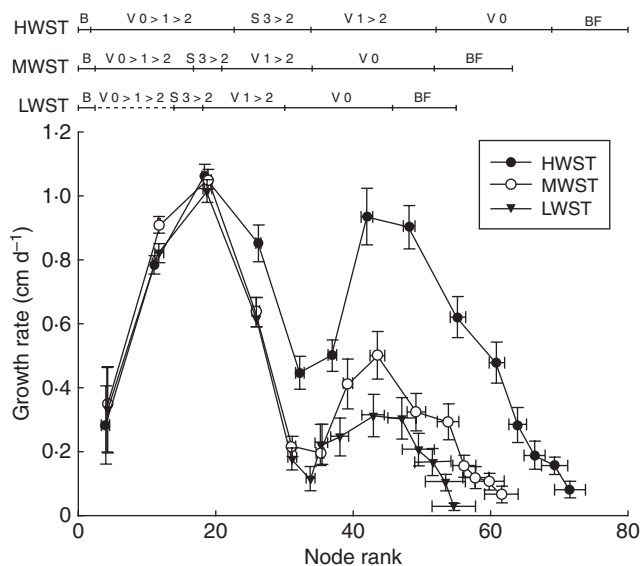 HWST B V 0 > 1 > 2 S 3 > 2 V 1 > 2 V 0 BF
MWST B V 0 > 1 > 2 S 3 > 2 V 1 > 2 V 0 BF
LWST B V 0 > 1 > 2 S 3 > 2 V 1 > 2 V 0 BF
HWST
MWST
LWST
Growth rate (cm d⁻¹)
1·2
1·0
0·8
0·6
0·4
0·2
0
0 20 40 60 80
Node rank